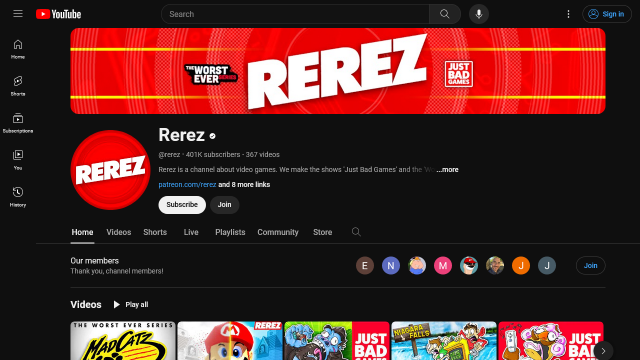 YouTube
Search
Sign in
Home
Shorts
Subscriptions
You
History
THE WORST EVER
REREZ
JUST BAD GAMES
REREZ
Rerez
@rerez · 401K subscribers · 367 videos
Rerez is a channel about video games. We make the shows 'Just Bad Games' and the ...more
patreon.com/rerez and 8 more links
Subscribe
Join
Home
Videos
Shorts
Live
Playlists
Community
Store
Our members
Thank you, channel members!
E
N
M
J
J
Join
Videos
Play all
THE WORST EVER SERIES
MAD CATZ
REREZ
JUST BAD
NIAGARA FALLS
JUST BAD